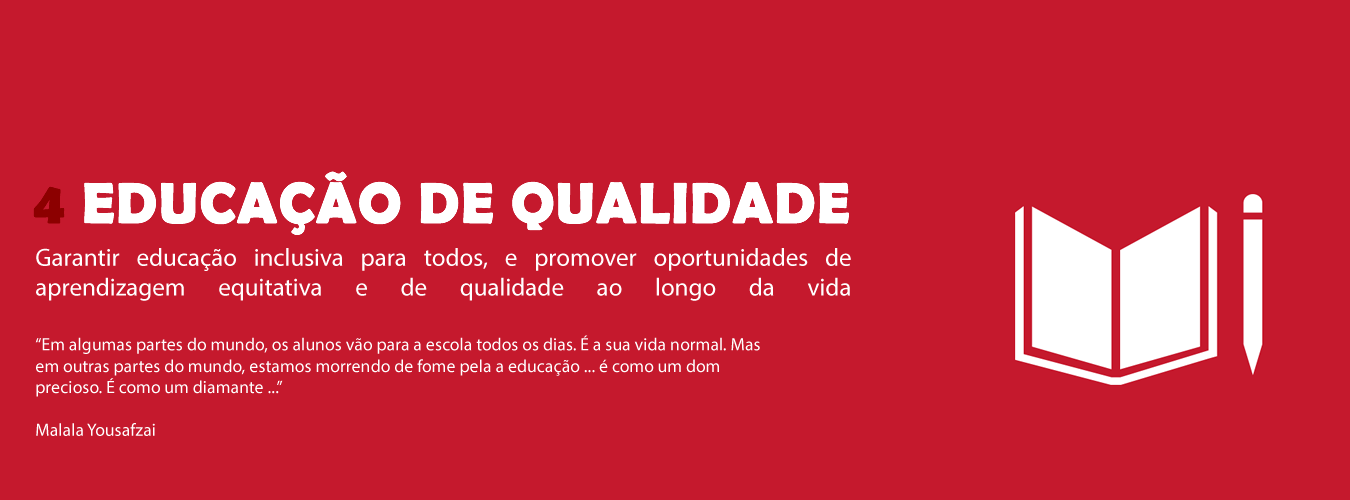 4 EDUCAÇÃO DE QUALIDADE
Garantir educação inclusiva para todos, e promover oportunidades de
aprendizagem equitativa e de qualidade ao longo da vida
“Em algumas partes do mundo, os alunos vão para a escola todos os dias. É a sua vida normal. Mas
em outras partes do mundo, estamos morrendo de fome pela a educação ... é como um dom
precioso. É como um diamante ...”
Malala Yousafzai